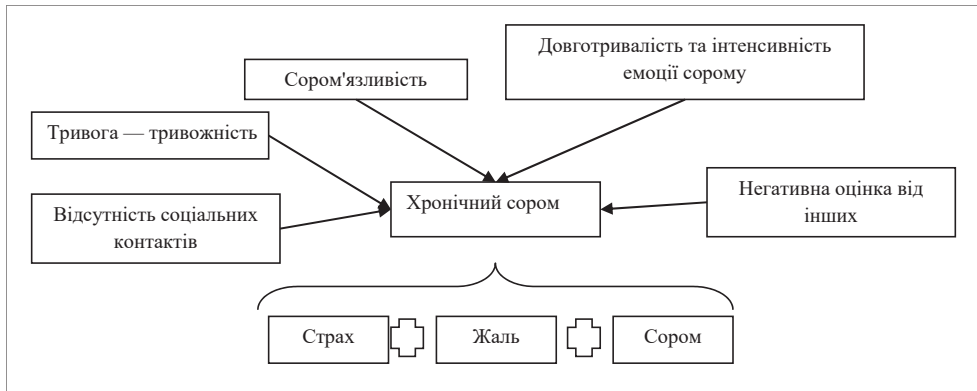 Довготривалість та інтенсивність
емоції сорому
Сором'язливість
Тривога — тривожність
Відсутність соціальних
контактів
Хронічний сором
Негативна оцінка від
інших
Страх
Жаль
Сором